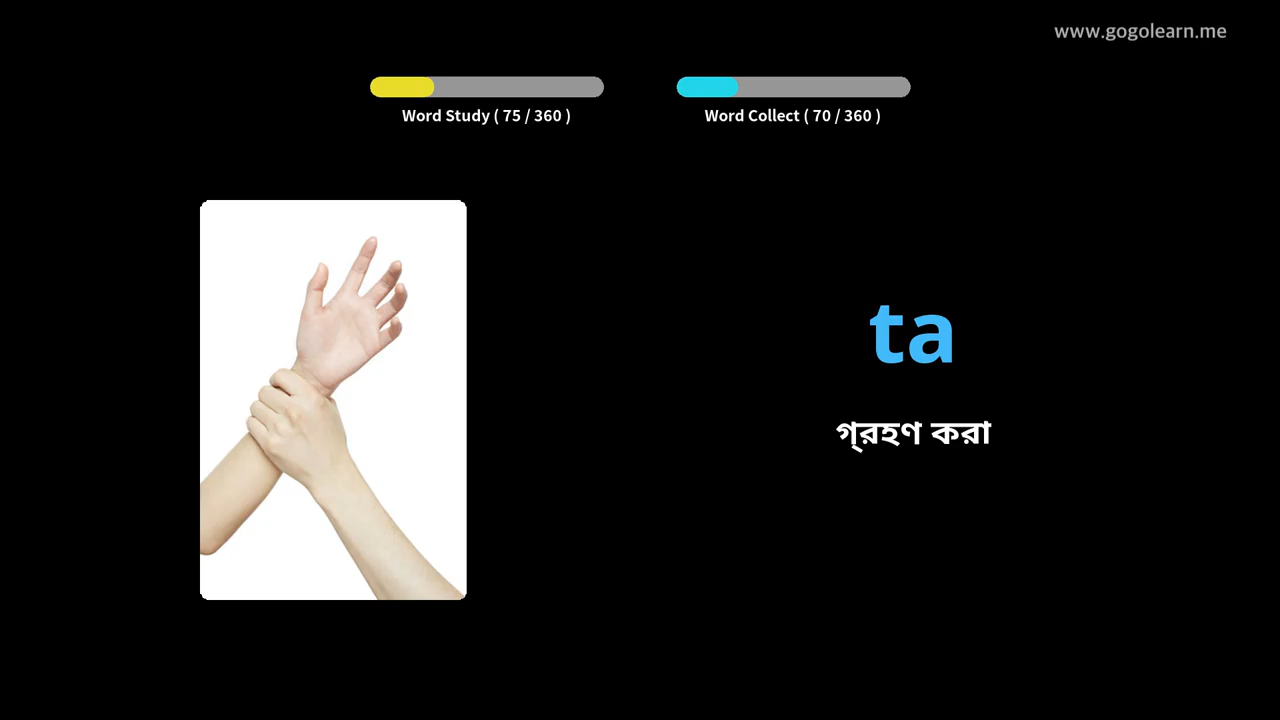 www.gogolearn.me
Word Study ( 75 / 360 )
Word Collect ( 70 / 360 )
ta
গ্‌রহণ করা